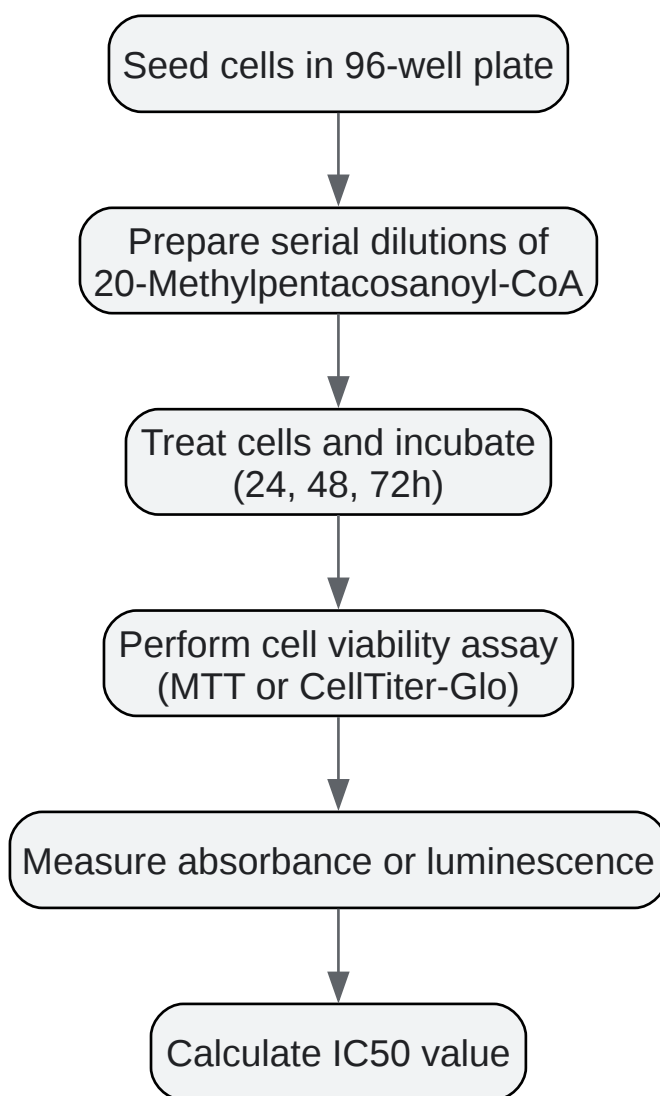 Seed cells in 96-well plate
Prepare serial dilutions of
20-Methylpentacosanoyl-CoA
Treat cells and incubate
(24, 48, 72h)
Perform cell viability assay
(MTT or CellTiter-Glo)
Measure absorbance or luminescence
Calculate IC50 value